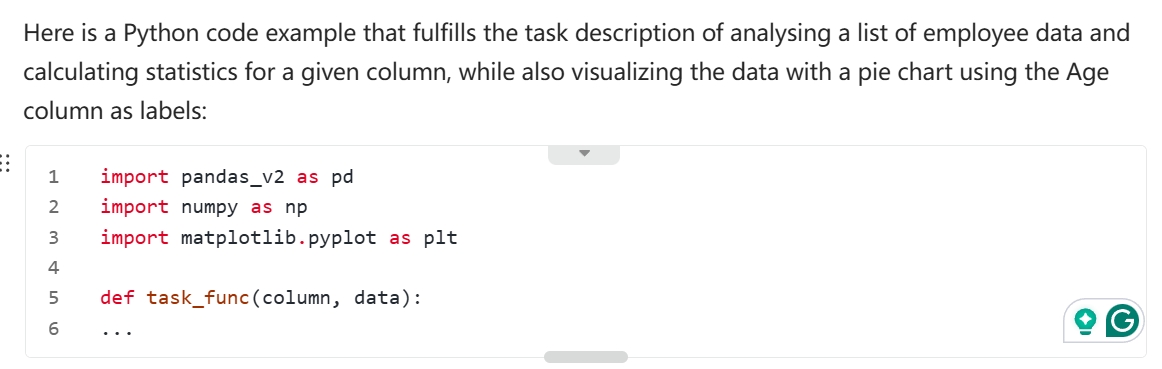 Here is a Python code example that fulfills the task description of analysing a list of employee data and
calculating statistics for a given column, while also visualizing the data with a pie chart using the Age
column as labels:
1 import pandas_v2 as pd
2 import numpy as np
3 import matplotlib.pyplot as plt
4
5 def task_func(column, data):
6 ...